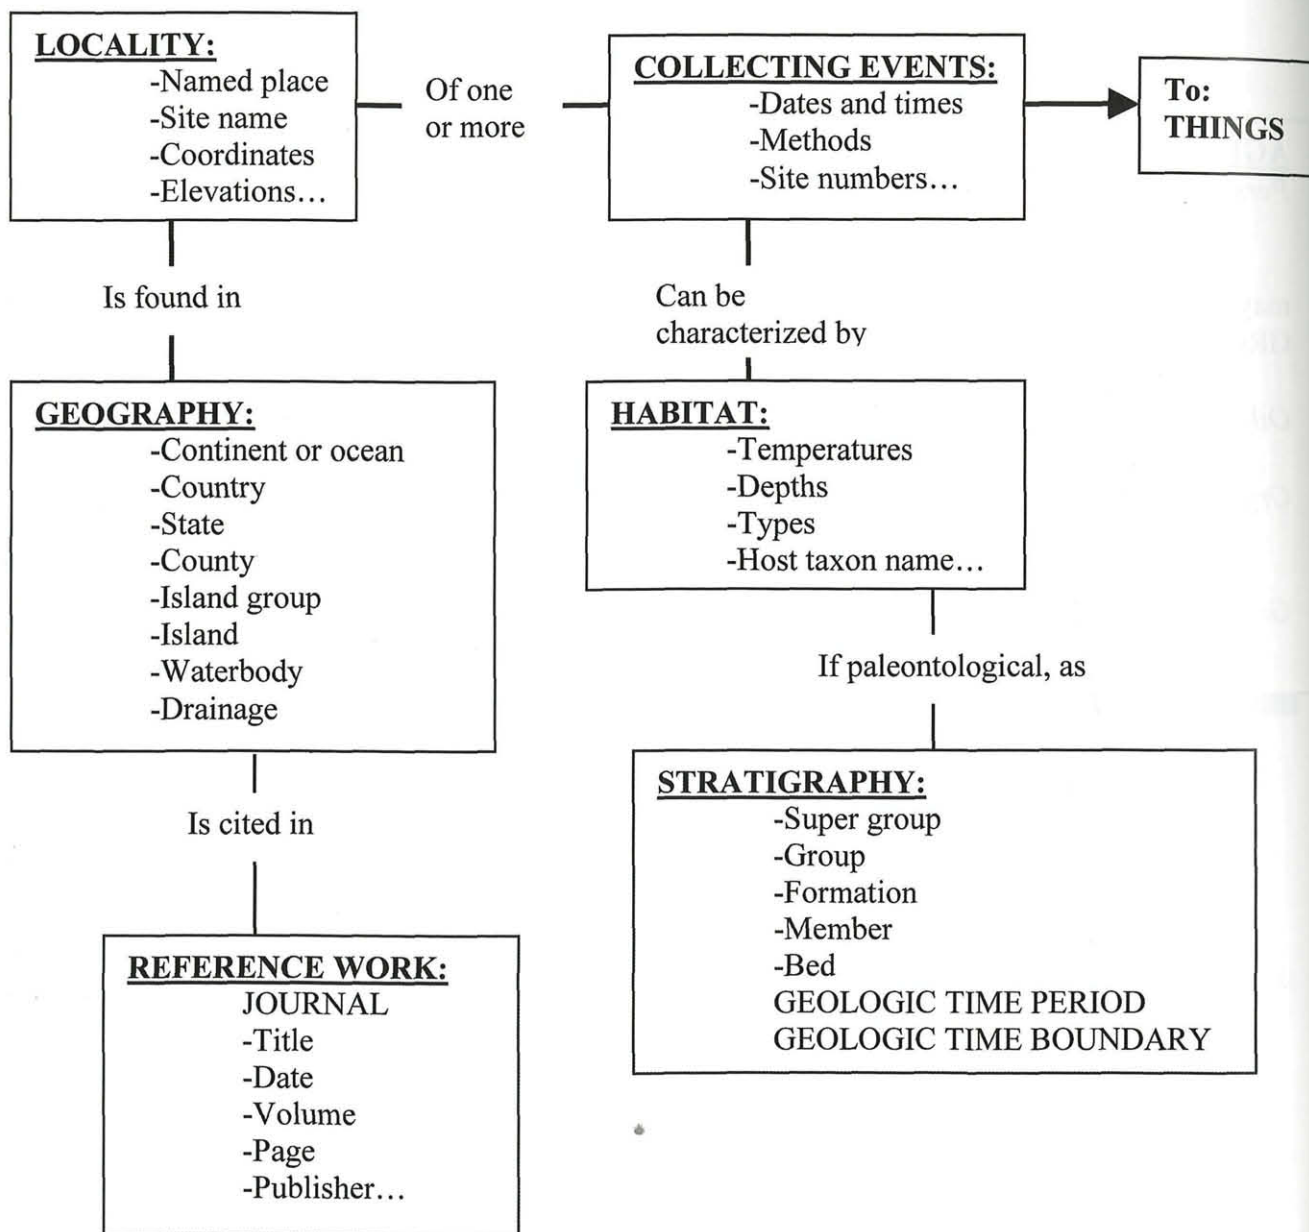 LOCALITY:
-Named place
-Site name
-Coordinates
-Elevations…
Of one
or more
COLLECTING EVENTS:
-Dates and times
-Methods
-Site numbers…
To:
THINGS
Is found in
Can be
characterized by
GEOGRAPHY:
-Continent or ocean
-Country
-State
-County
-Island group
-Island
-Waterbody
-Drainage
HABITAT:
-Temperatures
-Depths
-Types
-Host taxon name…
If paleontological, as
Is cited in
STRATIGRAPHY:
-Super group
-Group
-Formation
-Member
-Bed
GEOLOGIC TIME PERIOD
GEOLOGIC TIME BOUNDARY
REFERENCE WORK:
JOURNAL
-Title
-Date
-Volume
-Page
-Publisher…